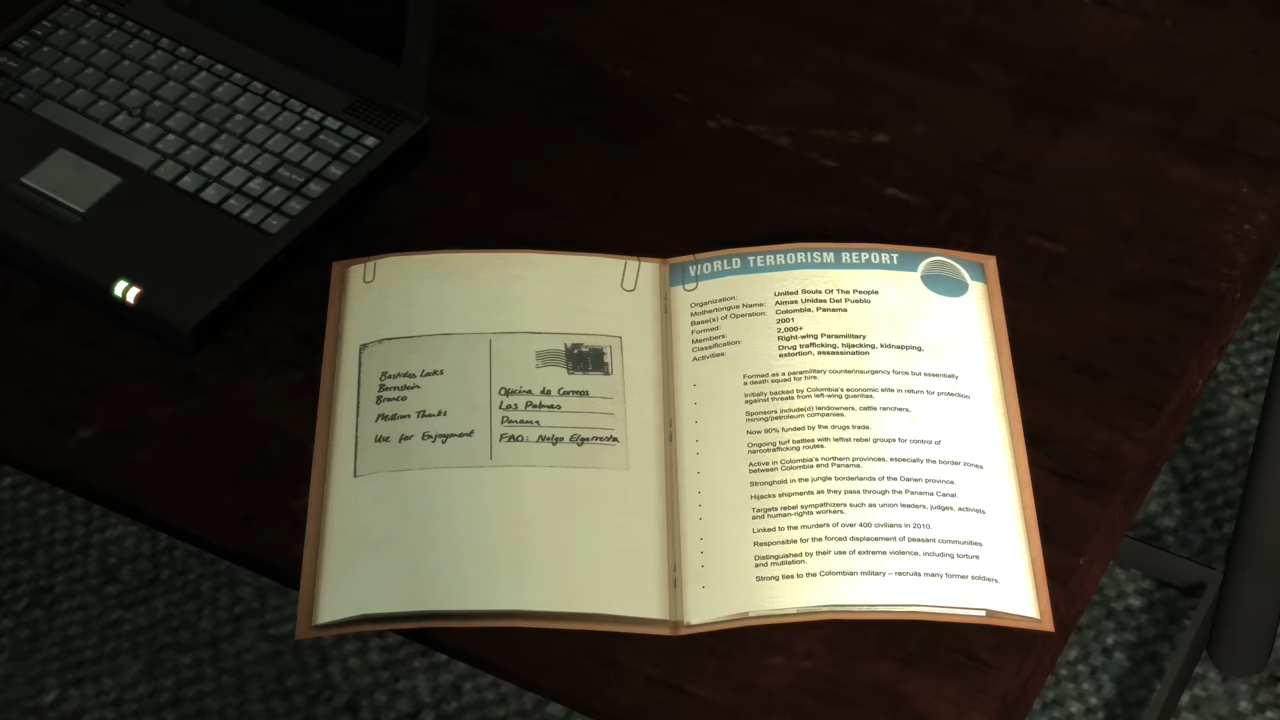 Bastides Locks
Bernstein
Branco
Million Thanks
Use for Enjoyment
Oficina de Correos
Las Palmas
Panama
FAO: Nalgo Elgarresta
WORLD TERRORISM REPORT
Organization: United Souls Of The People
Mothertongue Name: Almas Unidas Del Pueblo
Base(s) of Operation: Colombia, Panama
Formed: 2001
Members: 2,000+
Classification: Right-wing Paramilitary
Activities: Drug trafficking, hijacking, kidnapping,
extortion, assassination
• Formed as a paramilitary counterinsurgency force but essentially
a death squad for hire.
• Initially backed by Colombia's economic elite in return for protection
against threats from left-wing guerillas.
• Sponsors include(d) landowners, cattle ranchers,
mining/petroleum companies.
• Now 90% funded by the drugs trade.
• Ongoing turf battles with leftist rebel groups for control of
narcotrafficking routes.
• Active in Colombia's northern provinces, especially the border zones
between Colombia and Panama.
• Stronghold in the jungle borderlands of the Darien province.
• Hijacks shipments as they pass through the Panama Canal.
• Targets rebel sympathizers such as union leaders, judges, activists
and human-rights workers.
• Linked to the murders of over 400 civilians in 2010.
• Responsible for the forced displacement of peasant communities
• Distinguished by their use of extreme violence, including torture
and mutilation.
• Strong ties to the Colombian military – recruits many former soldiers.